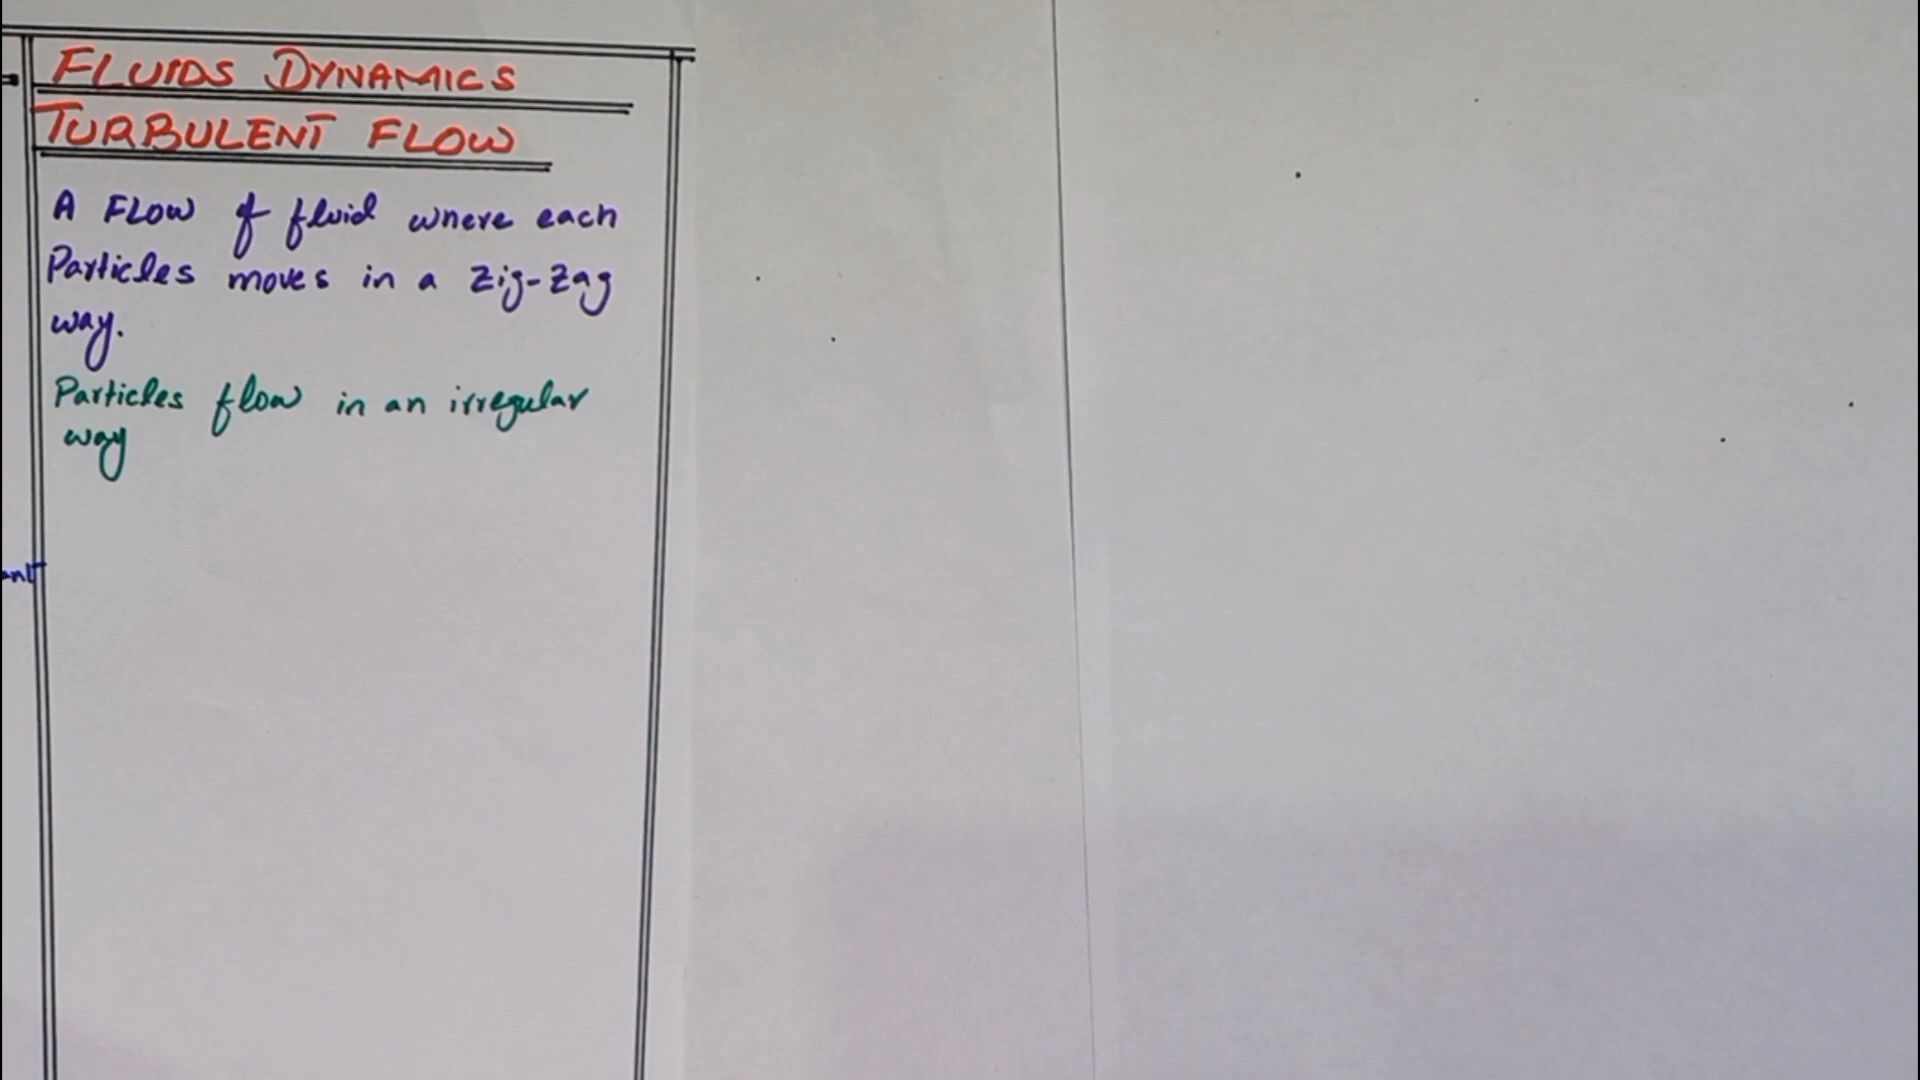 FLUIDS DYNAMICS
TURBULENT FLOW
A FLOW of fluid where each
Particles moves in a Zig-Zag
way.
Particles flow in an irregular
way